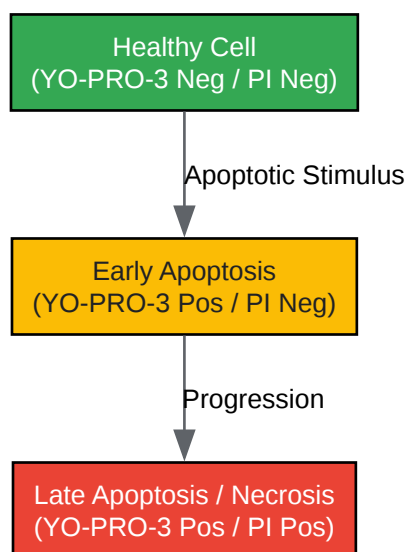 Healthy Cell
(YO-PRO-3 Neg / PI Neg)
Apoptotic Stimulus
Early Apoptosis
(YO-PRO-3 Pos / PI Neg)
Progression
Late Apoptosis / Necrosis
(YO-PRO-3 Pos / PI Pos)